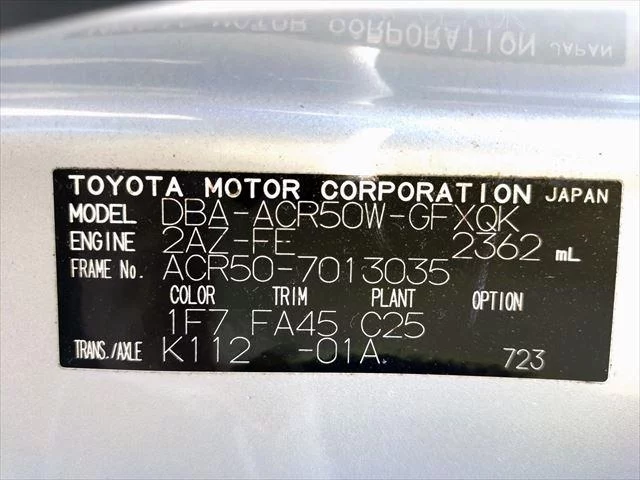 TOYOTA MOTOR CORPORATION JAPAN
MODEL DBA-ACR50W-GFXQK
ENGINE 2AZ-FE 2362 mL
FRAME No. ACR50-7013035
COLOR TRIM PLANT OPTION
1F7 FA45 C25
TRANS./AXLE K112 -01A 723